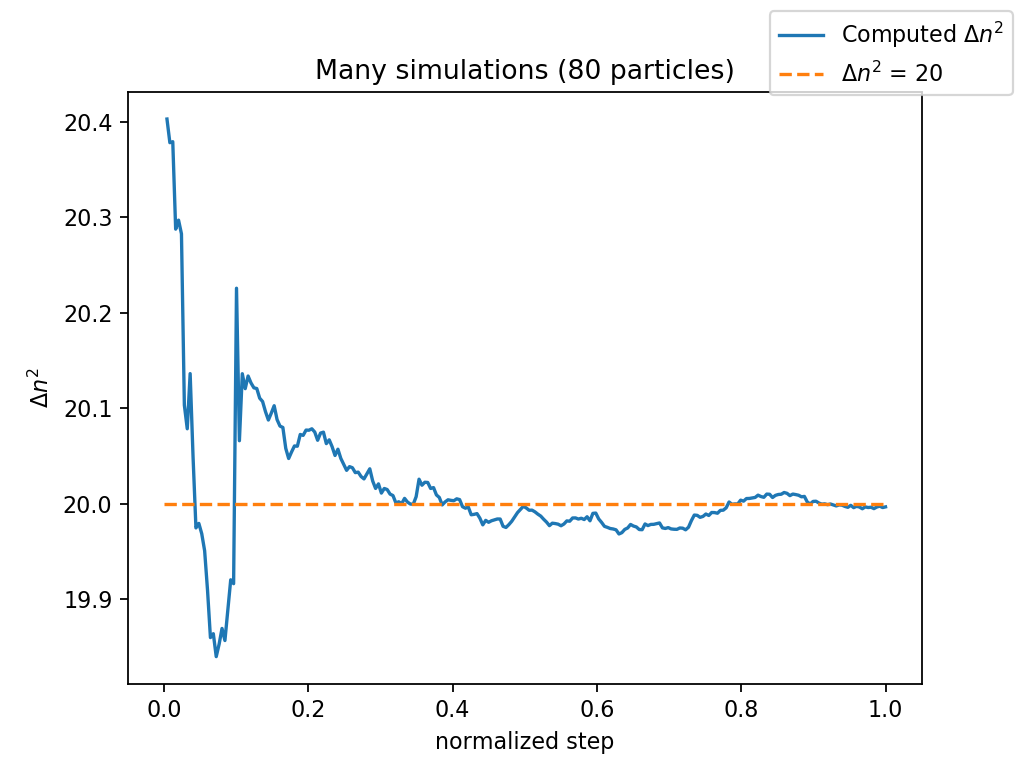 Computed Δn²
Δn² = 20
Many simulations (80 particles)
Δn²
20.4
20.3
20.2
20.1
20.0
19.9
0.0 0.2 0.4 0.6 0.8 1.0
normalized step